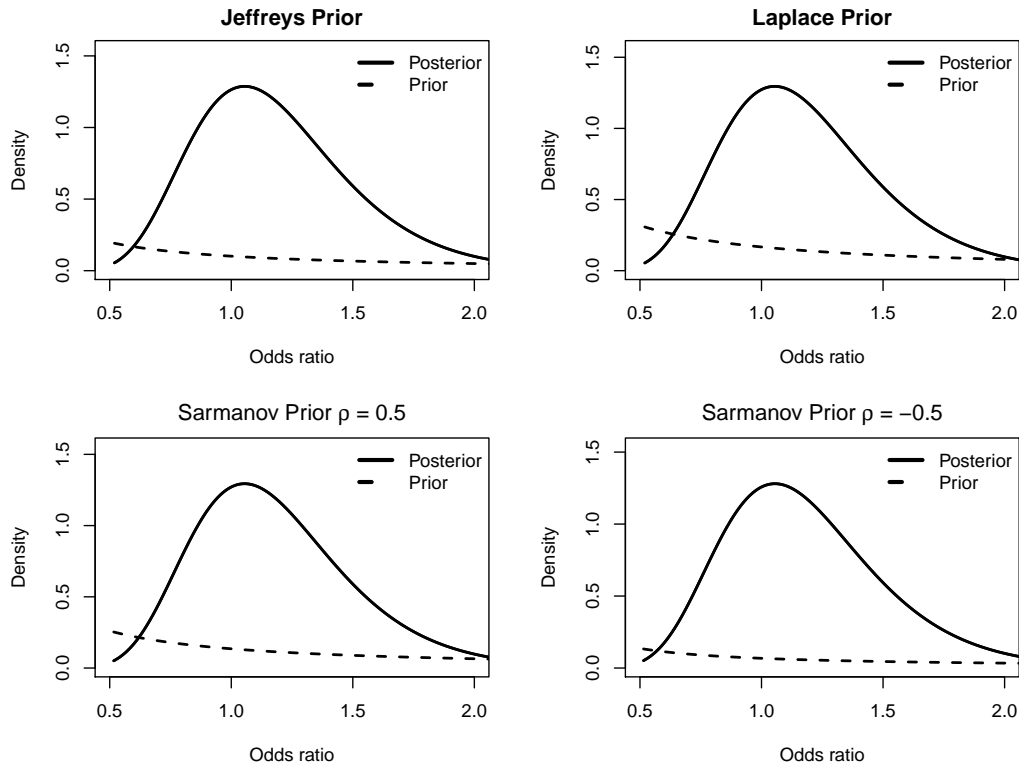 Jeffreys Prior
Density
1.5
1.0
0.5
0.0
Posterior
Prior
0.5 1.0 1.5 2.0
Odds ratio
Laplace Prior
Density
1.5
1.0
0.5
0.0
Posterior
Prior
0.5 1.0 1.5 2.0
Odds ratio
Sarmanov Prior ρ = 0.5
Density
1.5
1.0
0.5
0.0
Posterior
Prior
0.5 1.0 1.5 2.0
Odds ratio
Sarmanov Prior ρ = −0.5
Density
1.5
1.0
0.5
0.0
Posterior
Prior
0.5 1.0 1.5 2.0
Odds ratio